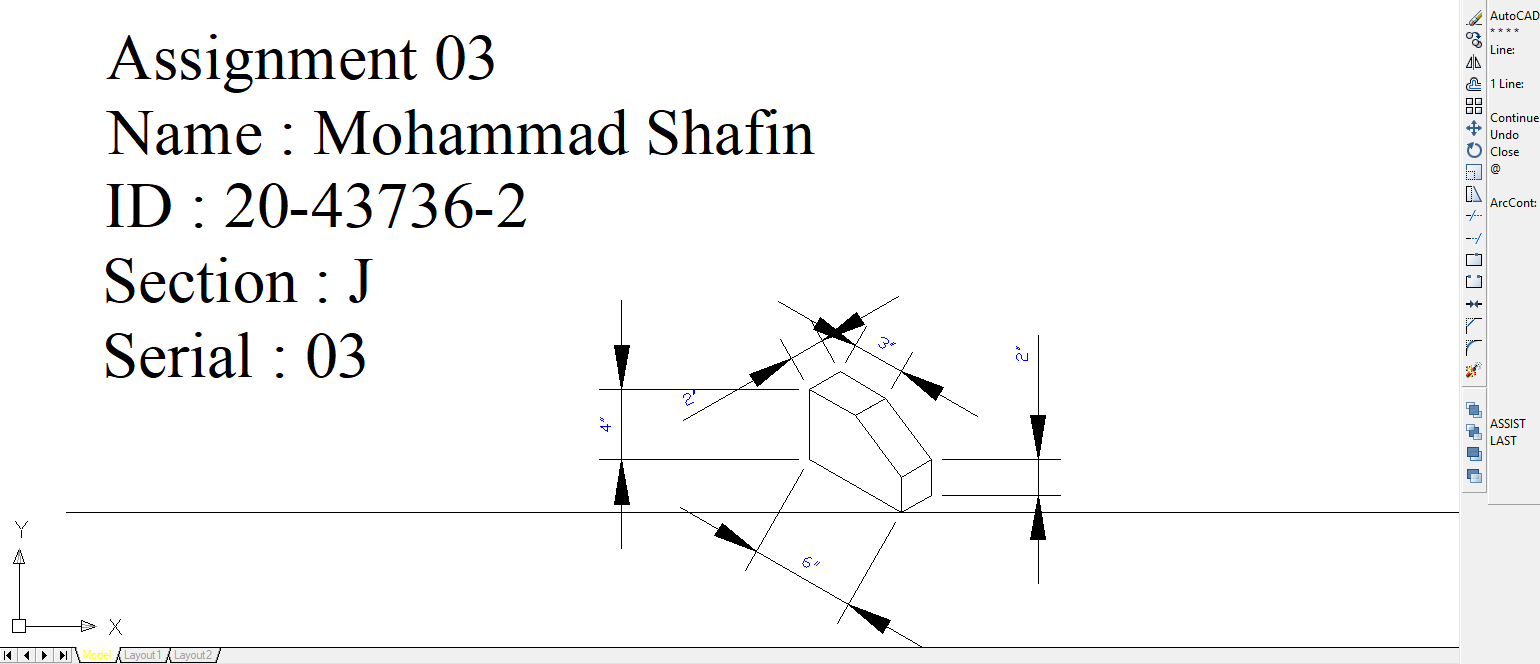 Assignment 03
Name : Mohammad Shafin
ID : 20-43736-2
Section : J
Serial : 03
3"
2"
2'
4"
6"
Y
X
Model
Layout1
Layout2
AutoCAD
* * * *
Line:
1 Line:
Continue
Undo
Close
@
ArcCont:
ASSIST
LAST